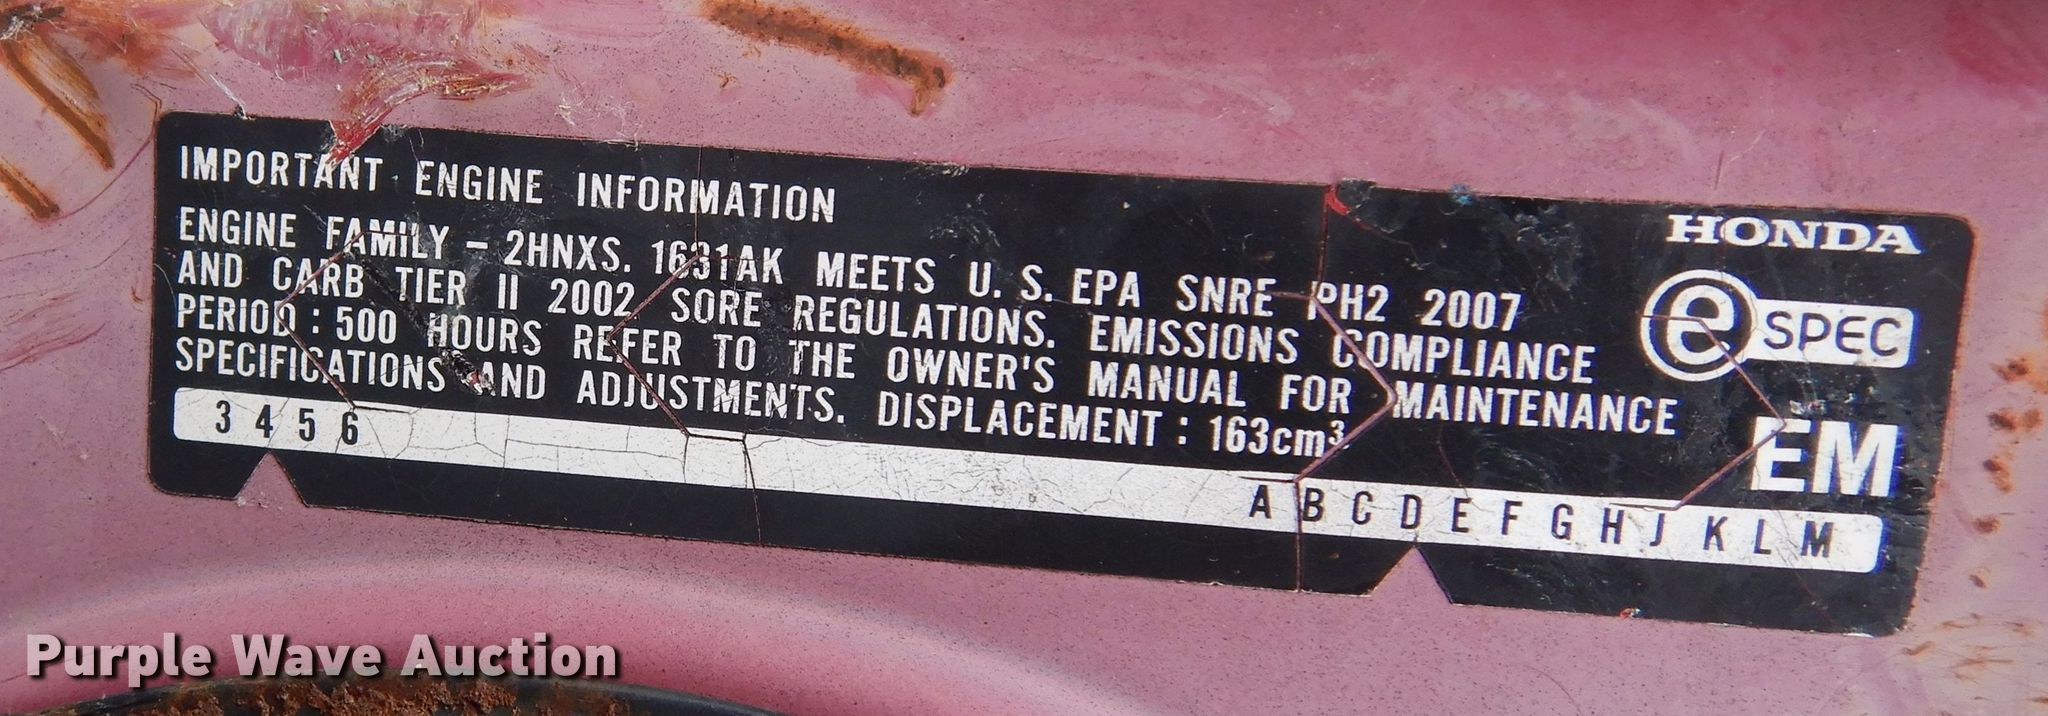 IMPORTANT ENGINE INFORMATION
ENGINE FAMILY - 2HNXS. 1631AK MEETS U. S. EPA SNRE PH2 2007
AND CARB TIER II 2002 SORE REGULATIONS. EMISSIONS COMPLIANCE
PERIOD : 500 HOURS REFER TO THE OWNER'S MANUAL FOR MAINTENANCE
SPECIFICATIONS AND ADJUSTMENTS. DISPLACEMENT : 163cm³
3 4 5 6
A B C D E F G H J K L M
HONDA
e SPEC
EM
Purple Wave Auction